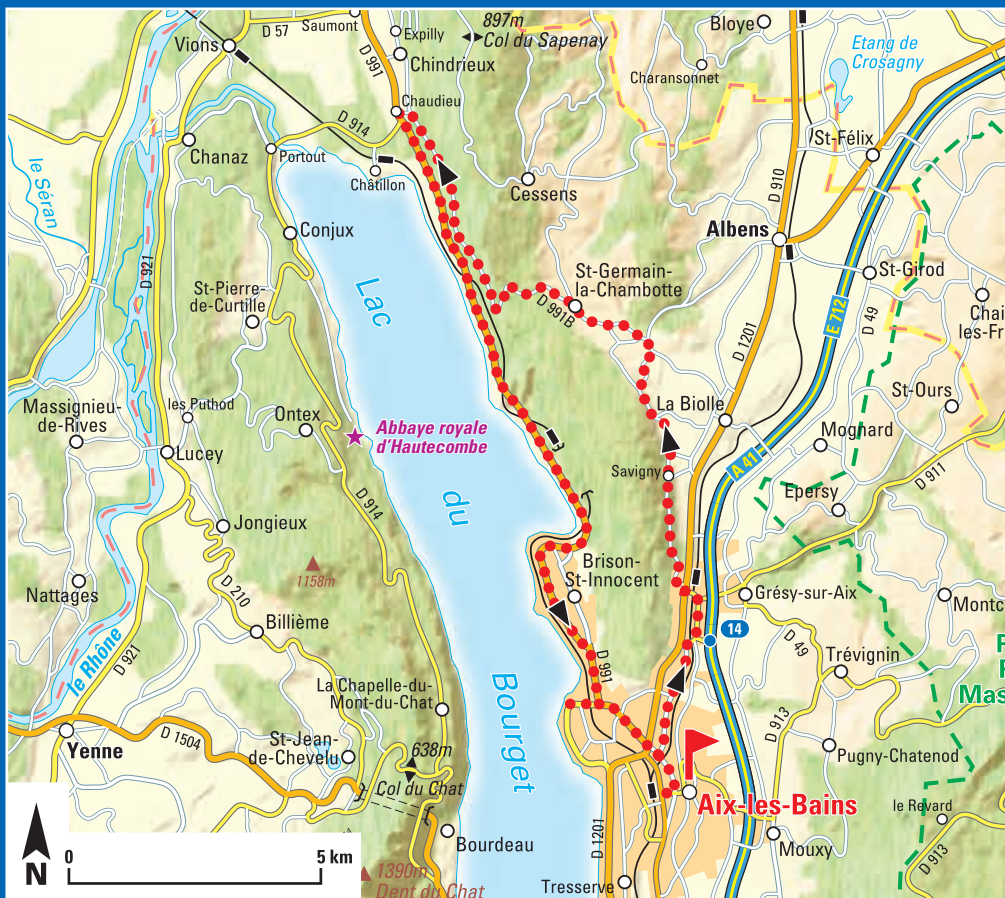 D 57
Saumont
Expilly
897m
Col du Sapenay
Bloye
Vions
D 991
Chindrieux
Charansonnet
Etang de
Crosagny
Chaudieu
D 914
St-Félix
Chanaz
Portout
Châtillon
Cessens
D 910
le Séran
Conjux
Albens
D 921
Lac
St-Germain-
la-Chambotte
St-Girod
St-Pierre-
de-Curtille
D 991B
E 712
D 49
Chai
les-Fr
D 1201
Massignieu-
de-Rives
les Puthod
Ontex
Abbaye royale
d'Hautecombe
La Biolle
St-Ours
Mognard
Lucey
A 41
D 911
Savigny
du
Epersy
D 914
Jongieux
1158m
Brison-
St-Innocent
Nattages
D 210
Grésy-sur-Aix
Montc
Billième
14
le Rhône
D 921
D 49
D 991
Trévignin
P
F
Mas
La Chapelle-du-
Mont-du-Chat
Bourget
D 913
Yenne
D 1504
St-Jean-
de-Chevelu
638m
Col du Chat
Pugny-Chatenod
Aix-les-Bains
le Revard
D 1201
Mouxy
D 913
Bourdeau
N
0
5 km
1390m
Dent du Chat
Tresserve